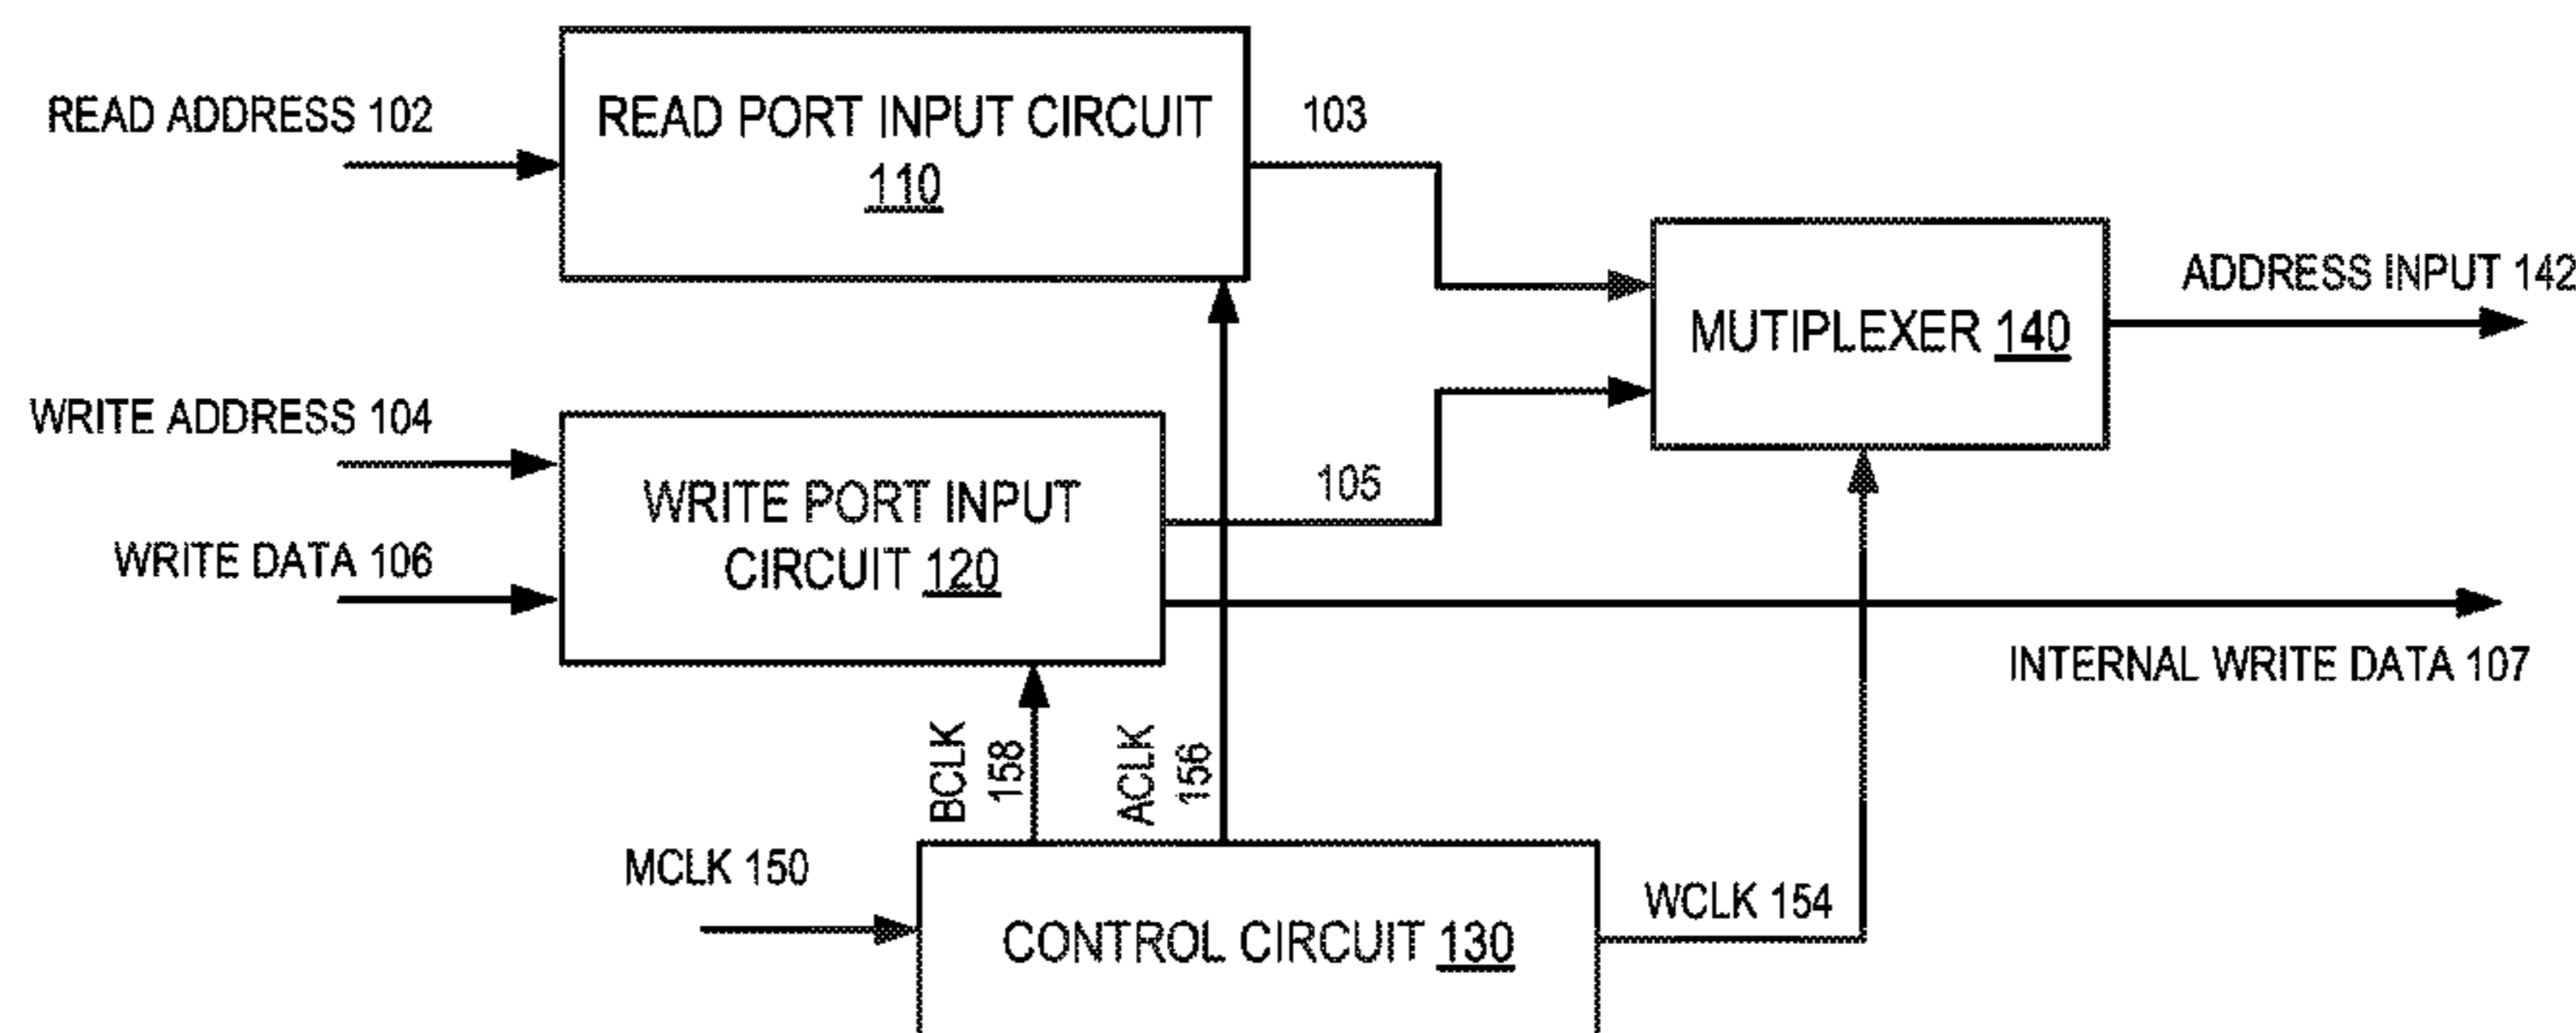 READ ADDRESS 102
READ PORT INPUT CIRCUIT
110
103
ADDRESS INPUT 142
MUTIPLEXER 140
WRITE ADDRESS 104
WRITE PORT INPUT
CIRCUIT 120
105
WRITE DATA 106
INTERNAL WRITE DATA 107
BCLK
158
ACLK
156
MCLK 150
CONTROL CIRCUIT 130
WCLK 154